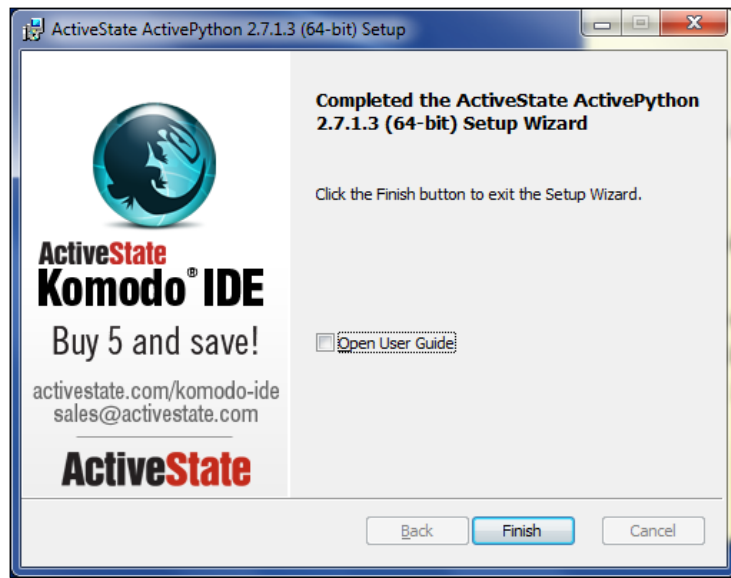 ActiveState ActivePython 2.7.1.3 (64-bit) Setup
Completed the ActiveState ActivePython
2.7.1.3 (64-bit) Setup Wizard
Click the Finish button to exit the Setup Wizard.
ActiveState
Komodo® IDE
Buy 5 and save!
activestate.com/komodo-ide
sales@activestate.com
ActiveState
Open User Guide
Back
Finish
Cancel